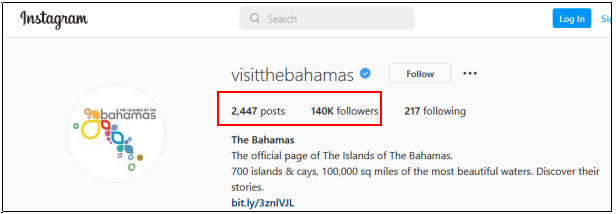 Instagram
Search
Log In
visitthebahamas
Follow
2,447 posts 140K followers 217 following
THE ISLANDS OF THE
bahamas
The Bahamas
The official page of The Islands of The Bahamas.
700 islands & cays, 100,000 sq miles of the most beautiful waters. Discover their
stories.
bit.ly/3znlVJL